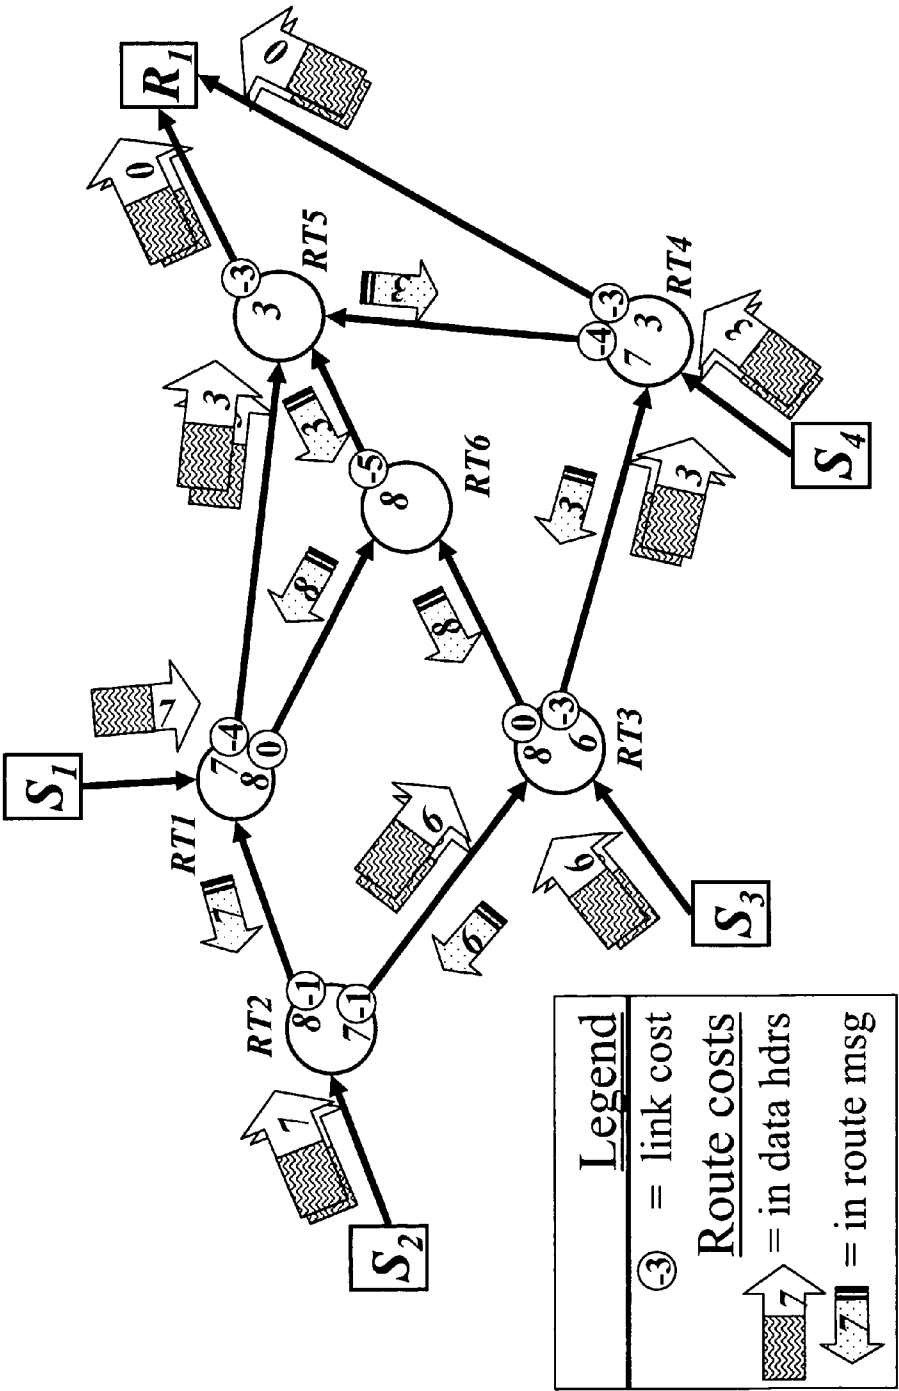 R1
0
0
-3
3
RT5
3
-3
-4
7 3
RT4
3
S4
3
3
-5
8
RT6
3
3
8
8
S1
7
-4
7
8
0
RT1
0
-3
8
6
RT3
6
6
6
S3
7
RT2
-1
8
-1
7
7
S2
Legend
-3 = link cost
Route costs
7 = in data hdrs
7 = in route msg